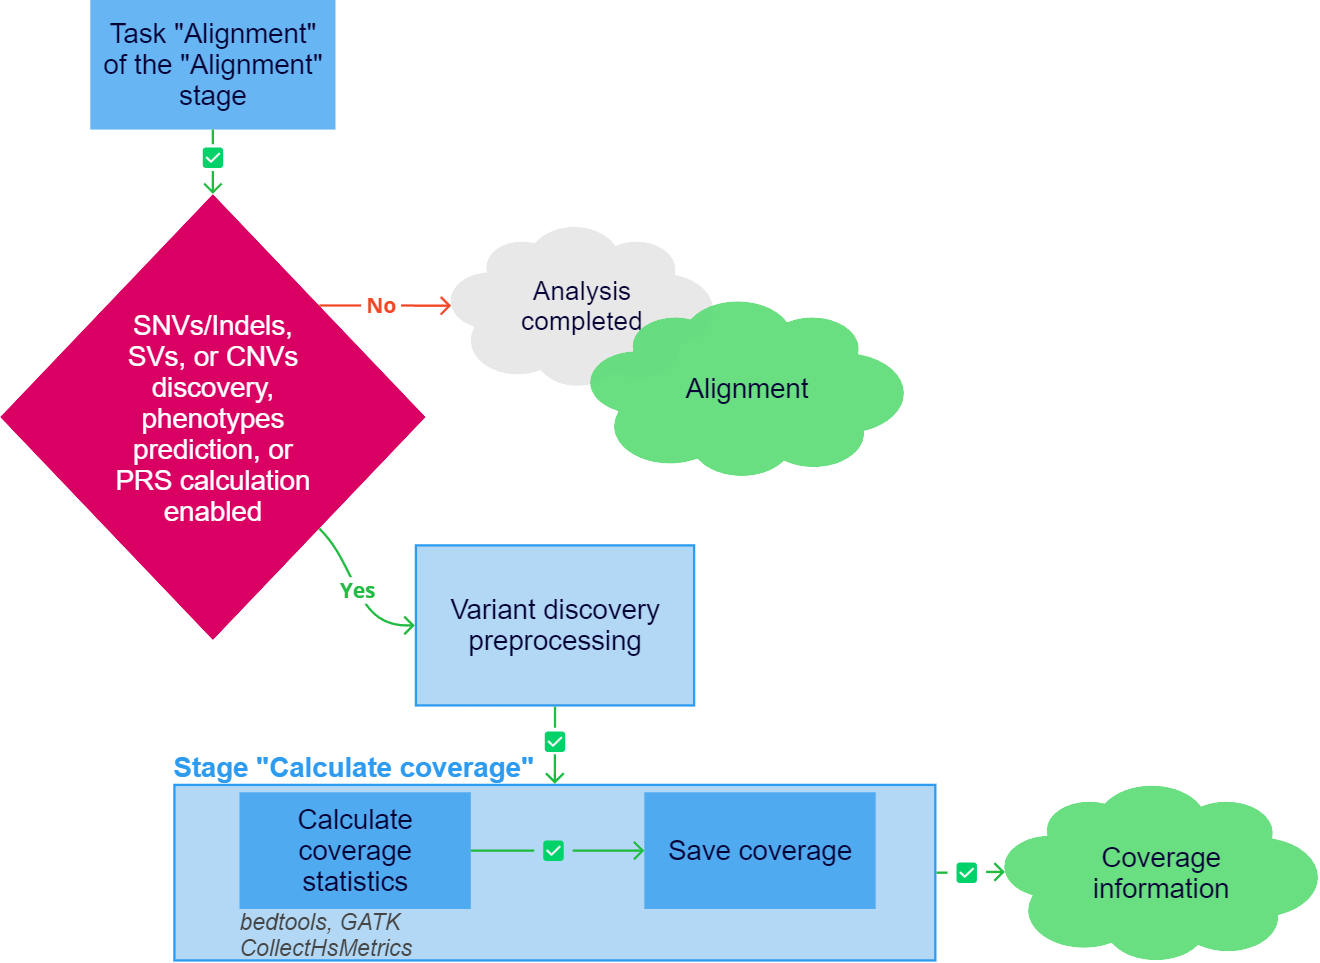 Task "Alignment"
of the "Alignment"
stage
SNVs/Indels,
SVs, or CNVs
discovery,
phenotypes
prediction, or
PRS calculation
enabled
No
Analysis
completed
Alignment
Yes
Variant discovery
preprocessing
Stage "Calculate coverage"
Calculate
coverage
statistics
Save coverage
bedtools, GATK
CollectHsMetrics
Coverage
information